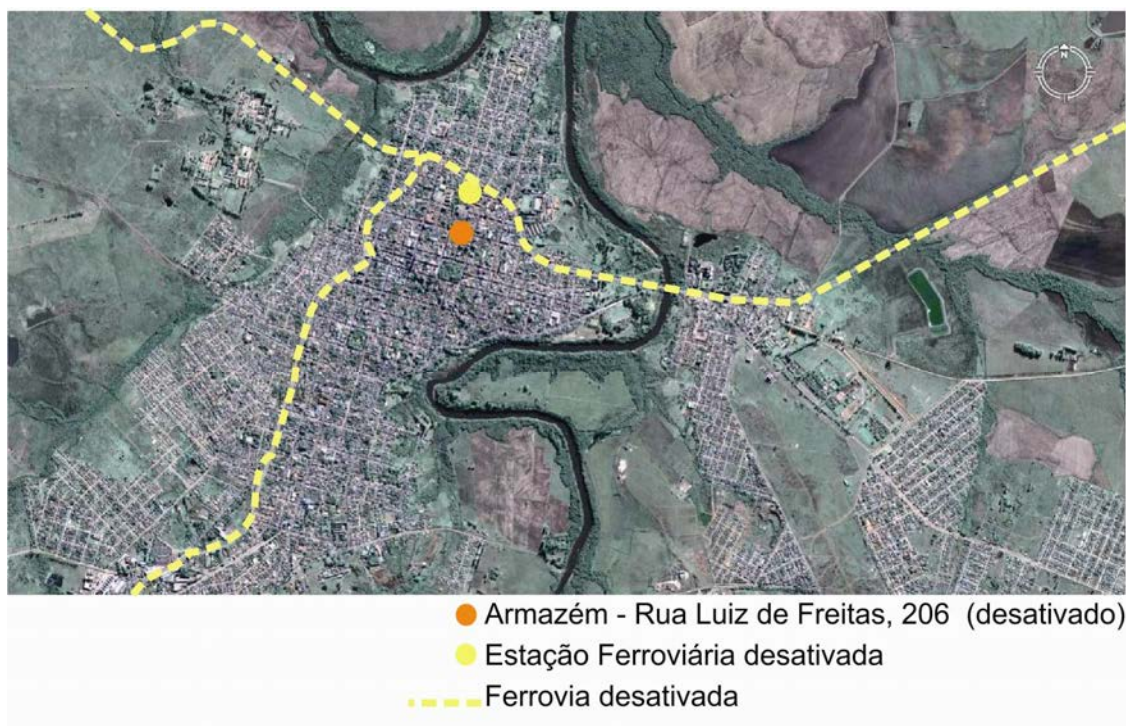 N
Armazém - Rua Luiz de Freitas, 206 (desativado)
Estação Ferroviária desativada
Ferrovia desativada